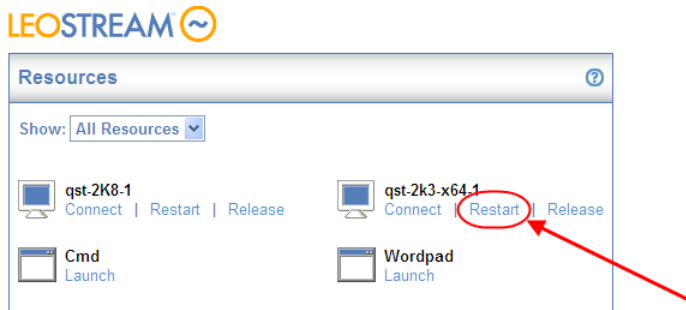 LEOSTREAM™
Resources ?
Show: All Resources
qst-2K8-1
Connect | Restart | Release
qst-2k3-x64-1
Connect | Restart | Release
Cmd
Launch
Wordpad
Launch